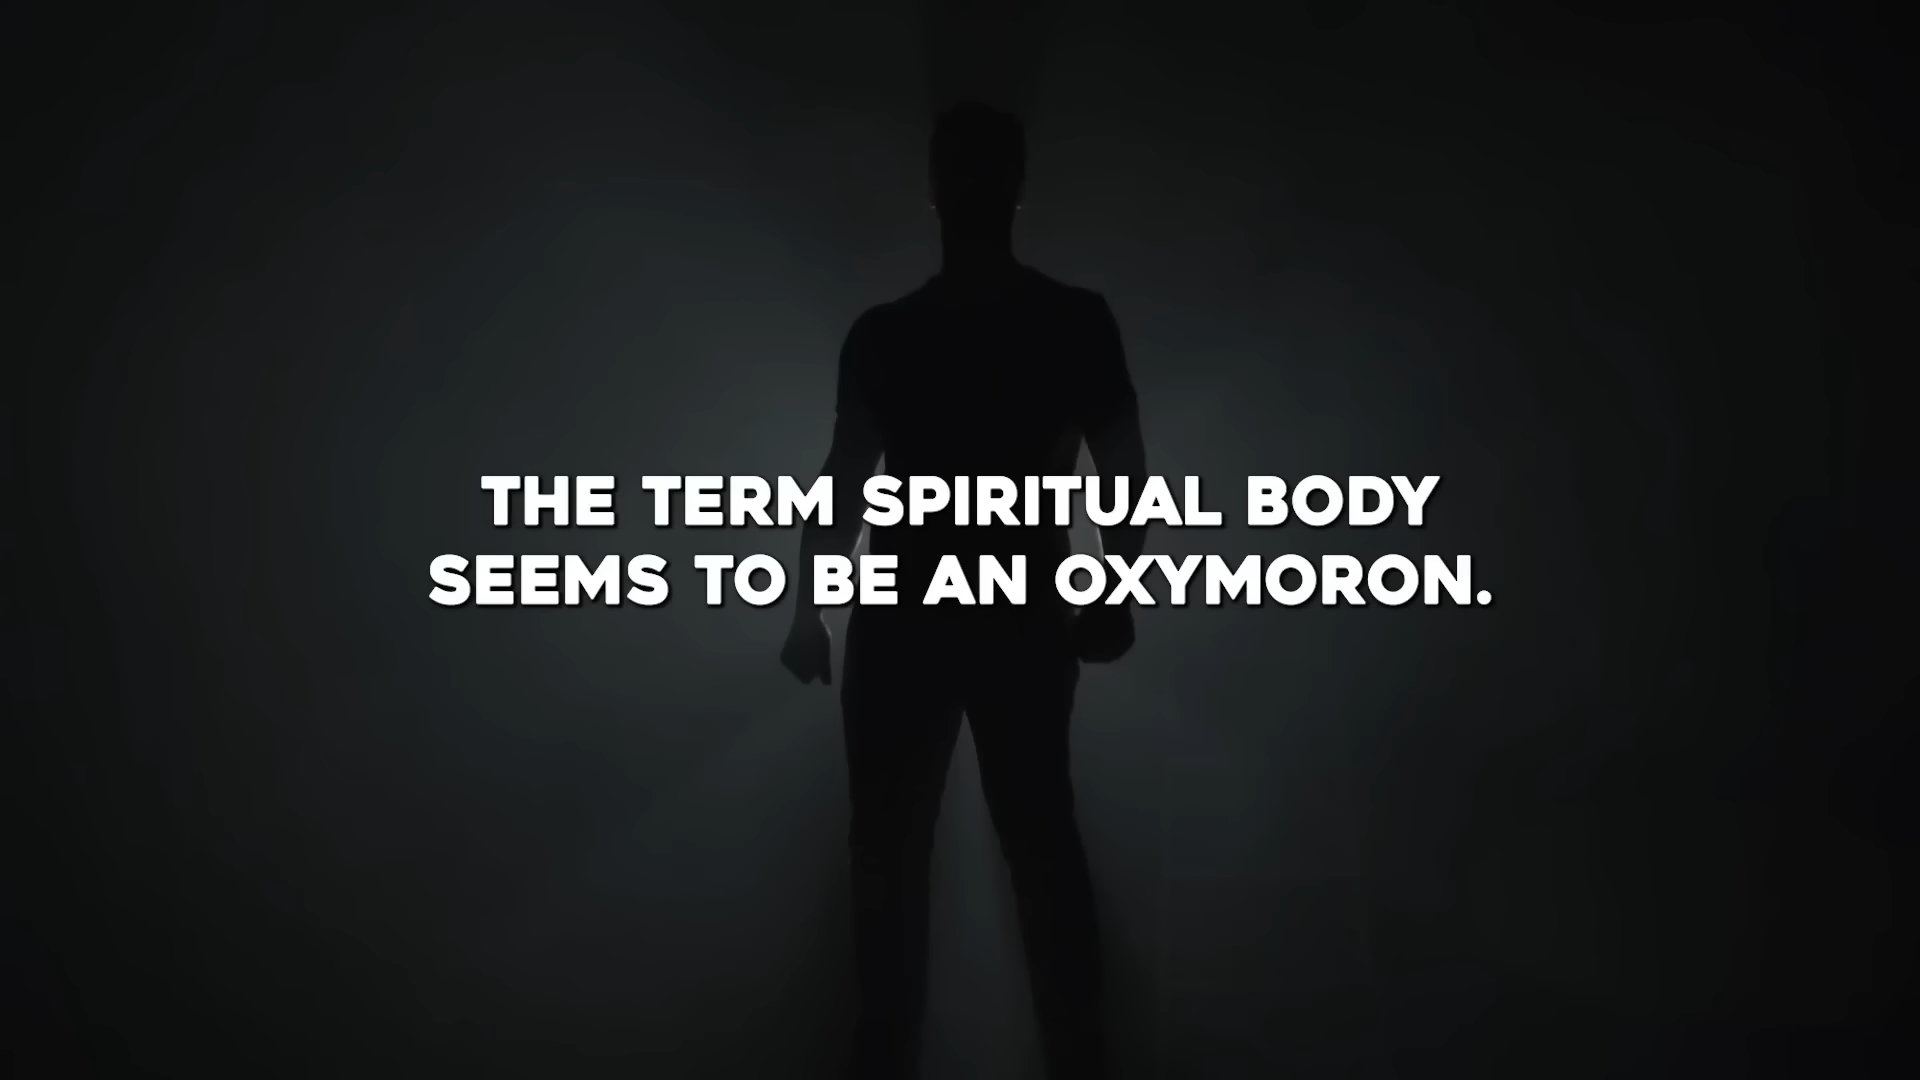 THE TERM SPIRITUAL BODY
SEEMS TO BE AN OXYMORON.